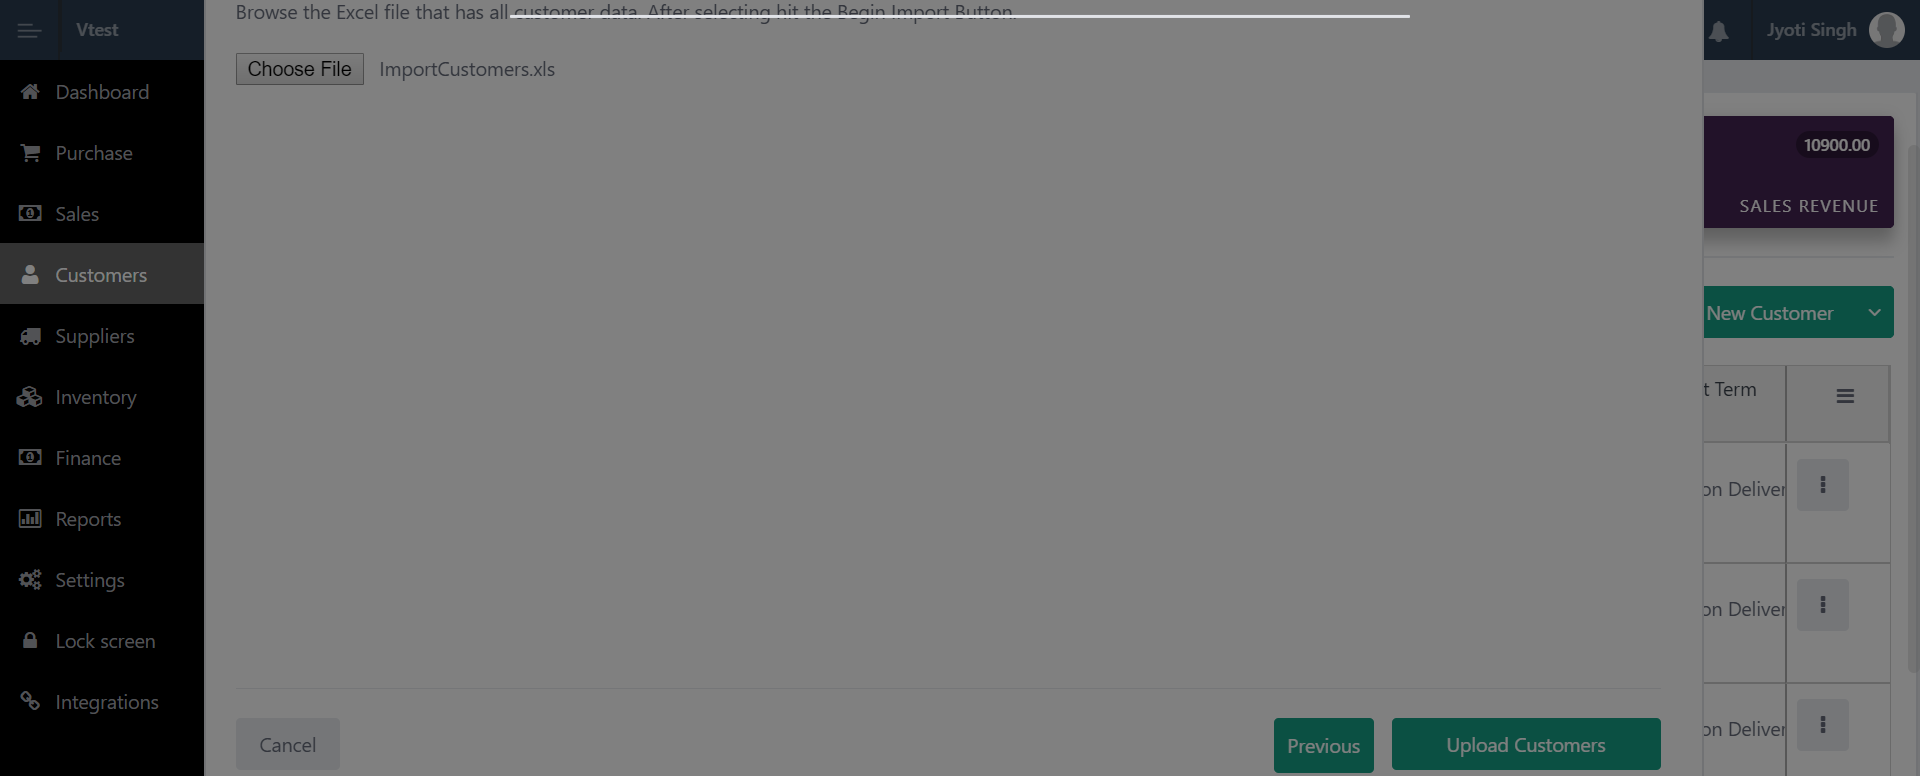 Browse the Excel file that has all customer data. After selecting hit the Begin Import Button.
Vtest
Jyoti Singh
Choose File ImportCustomers.xls
Dashboard
Purchase
Sales
Customers
Suppliers
Inventory
Finance
Reports
Settings
Lock screen
Integrations
10900.00
SALES REVENUE
New Customer
t Term
on Deliver
on Deliver
on Deliver
Cancel
Previous
Upload Customers